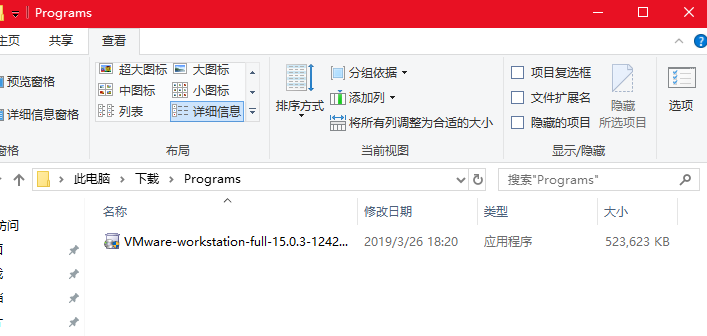 Programs
主页 共享 查看
预览窗格
详细信息窗格
窗格
超大图标 大图标
中图标 小图标
列表 详细信息
布局
排序方式
分组依据
添加列
将所有列调整为合适的大小
当前视图
项目复选框
文件扩展名
隐藏的项目
隐藏
所选项目
显示/隐藏
选项
此电脑 下载 Programs
搜索"Programs"
名称 修改日期 类型 大小
VMware-workstation-full-15.0.3-1242... 2019/3/26 18:20 应用程序 523,623 KB
访问